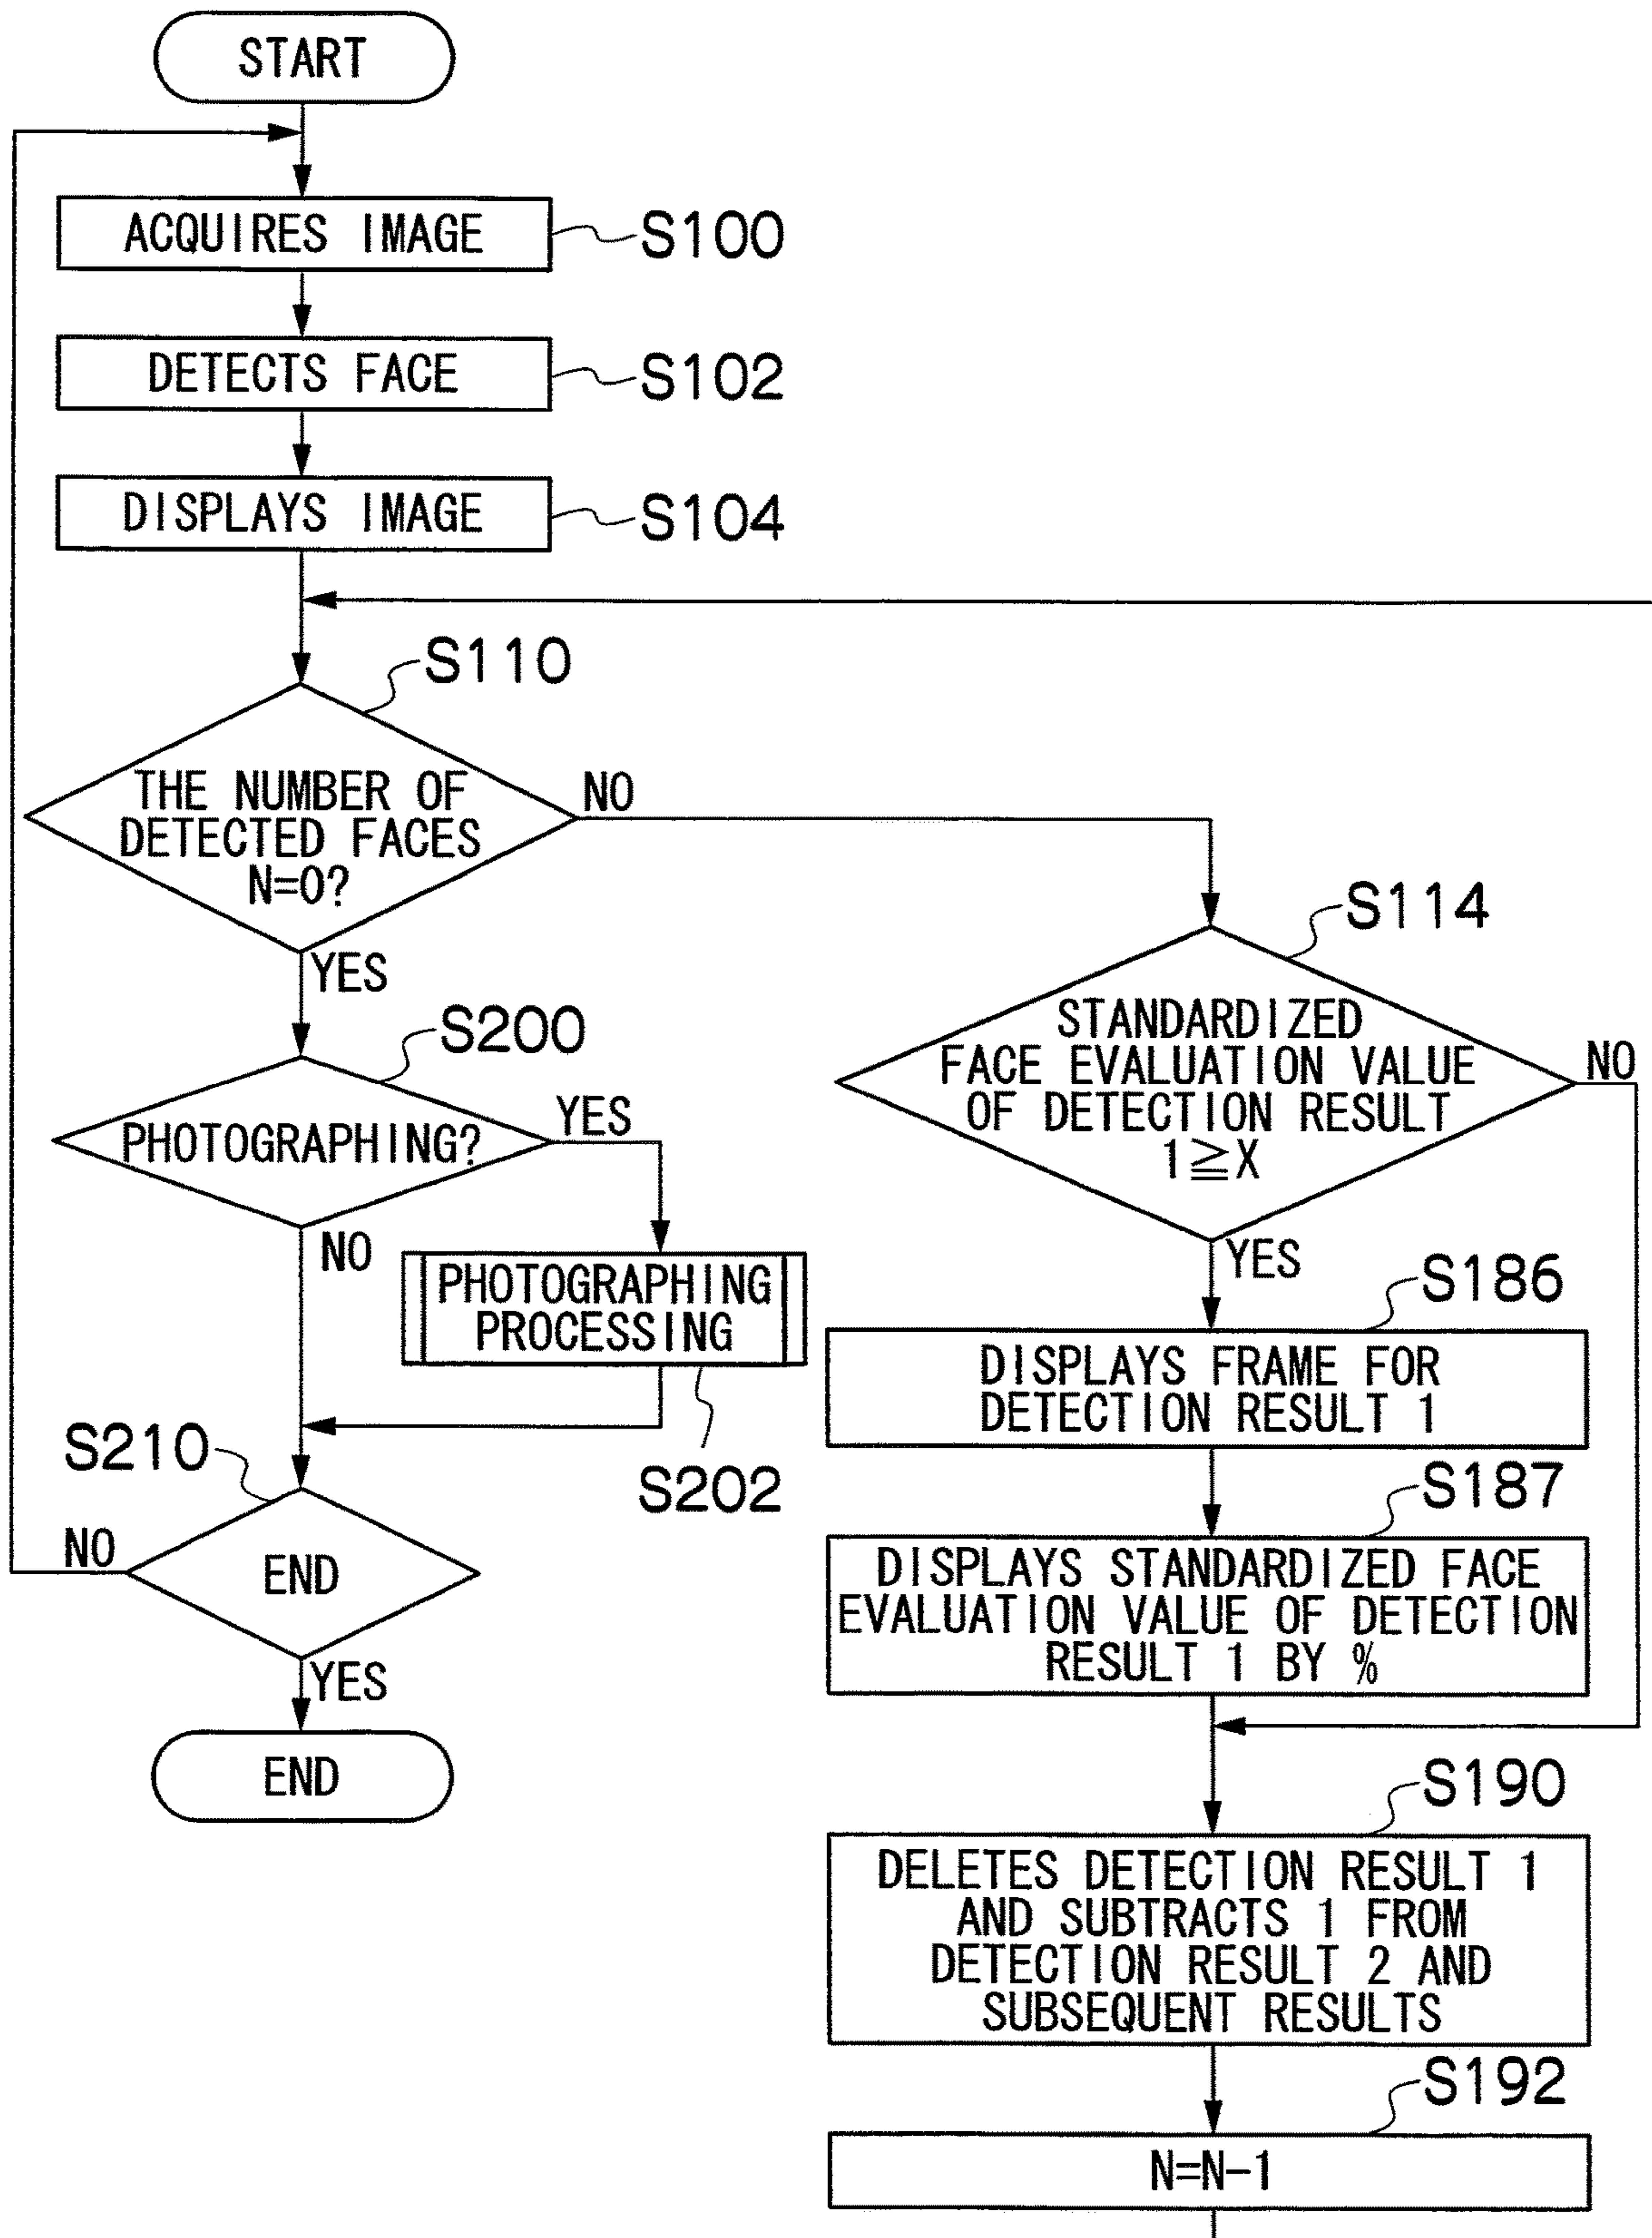 START
ACQUIRES IMAGE
S100
DETECTS FACE
S102
DISPLAYS IMAGE
S104
S110
THE NUMBER OF
DETECTED FACES
N=0?
NO
YES
S200
PHOTOGRAPHING?
YES
NO
PHOTOGRAPHING
PROCESSING
S202
S210
END
NO
YES
END
S114
STANDARDIZED
FACE EVALUATION VALUE
OF DETECTION RESULT
1≧X
NO
YES
S186
DISPLAYS FRAME FOR
DETECTION RESULT 1
S187
DISPLAYS STANDARDIZED FACE
EVALUATION VALUE OF DETECTION
RESULT 1 BY %
S190
DELETES DETECTION RESULT 1
AND SUBTRACTS 1 FROM
DETECTION RESULT 2 AND
SUBSEQUENT RESULTS
S192
N=N-1